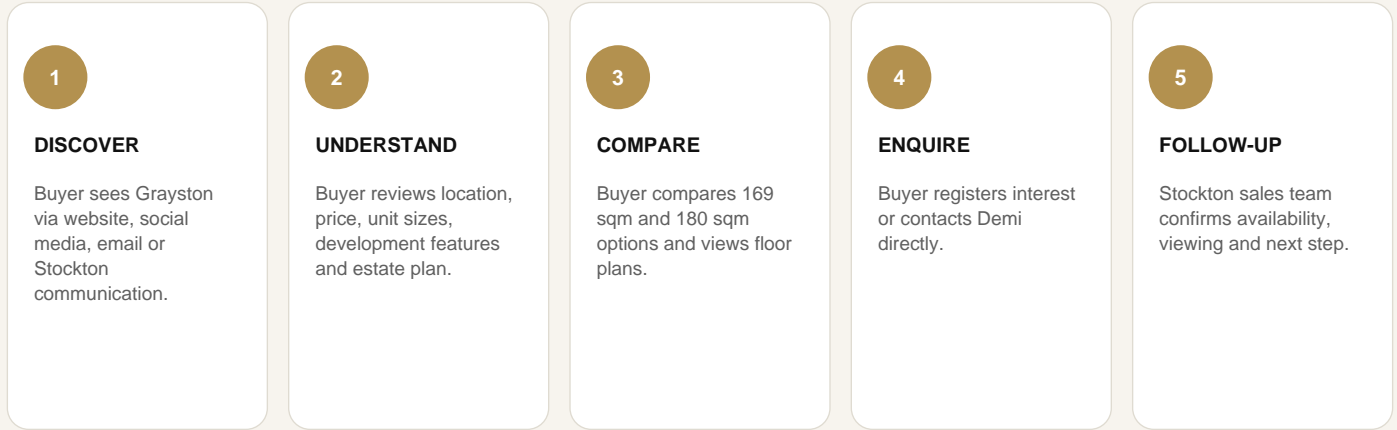 1
DISCOVER
Buyer sees Grayston
via website, social
media, email or
Stockton
communication.
2
UNDERSTAND
Buyer reviews location,
price, unit sizes,
development features
and estate plan.
3
COMPARE
Buyer compares 169
sqm and 180 sqm
options and views floor
plans.
4
ENQUIRE
Buyer registers interest
or contacts Demi
directly.
5
FOLLOW-UP
Stockton sales team
confirms availability,
viewing and next step.